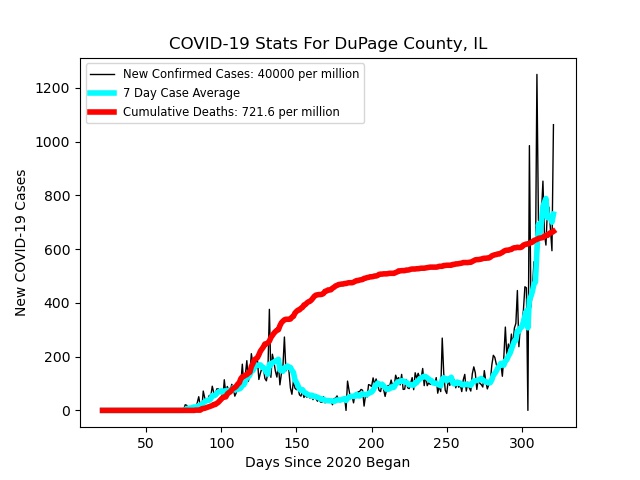 COVID-19 Stats For DuPage County, IL
New Confirmed Cases: 40000 per million
7 Day Case Average
Cumulative Deaths: 721.6 per million
New COVID-19 Cases
1200
1000
800
600
400
200
0
50 100 150 200 250 300
Days Since 2020 Began